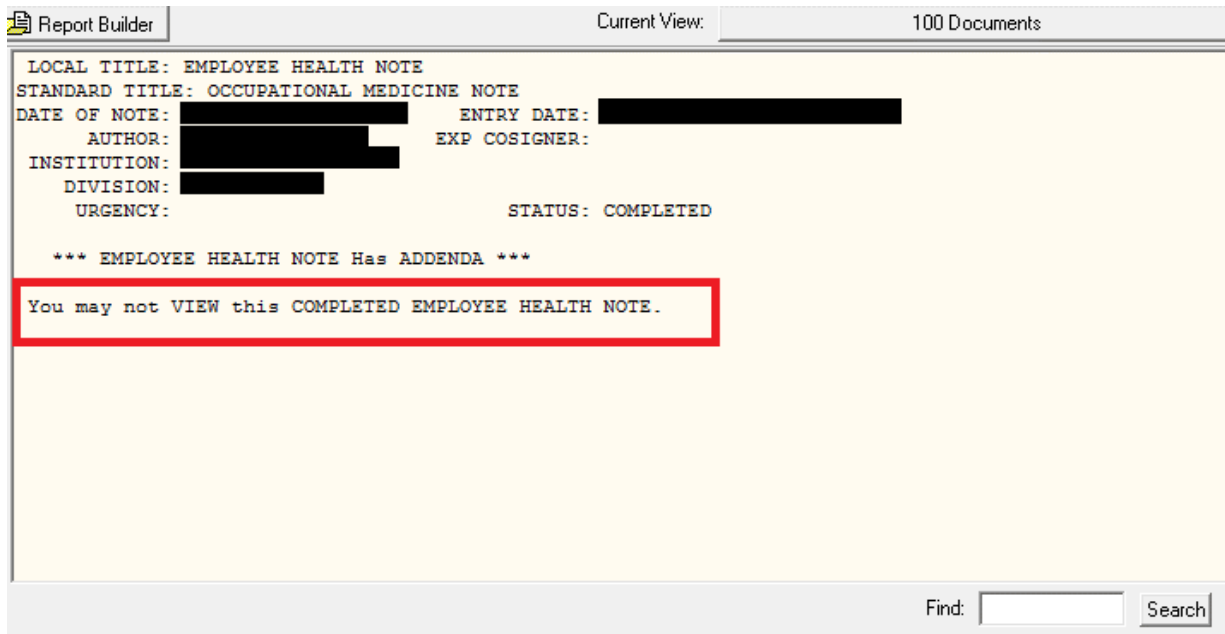 Report Builder Current View: 100 Documents
LOCAL TITLE: EMPLOYEE HEALTH NOTE
STANDARD TITLE: OCCUPATIONAL MEDICINE NOTE
DATE OF NOTE: ENTRY DATE:
AUTHOR: EXP COSIGNER:
INSTITUTION:
DIVISION:
URGENCY: STATUS: COMPLETED
*** EMPLOYEE HEALTH NOTE Has ADDENDA ***
You may not VIEW this COMPLETED EMPLOYEE HEALTH NOTE.
Find: Search